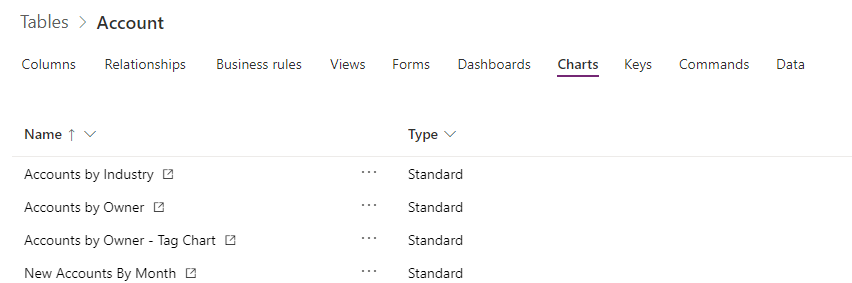 Tables > Account
Columns Relationships Business rules Views Forms Dashboards Charts Keys Commands Data
Name ↑ Type
Accounts by Industry ··· Standard
Accounts by Owner ··· Standard
Accounts by Owner - Tag Chart ··· Standard
New Accounts By Month ··· Standard